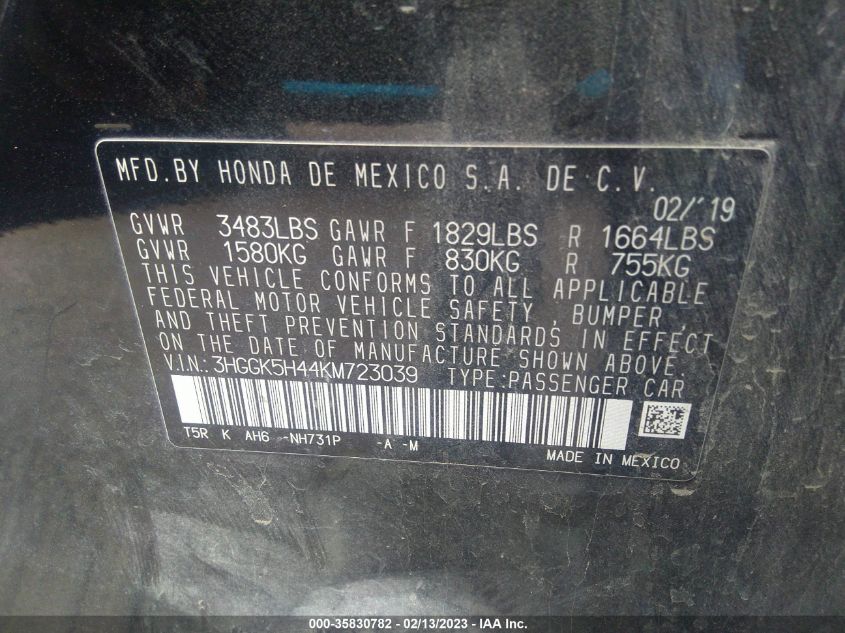 MFD.BY HONDA DE MEXICO S.A. DE C.V.
02/'19
GVWR 3483LBS GAWR F 1829LBS R 1664LBS
GVWR 1580KG GAWR F 830KG R 755KG
THIS VEHICLE CONFORMS TO ALL APPLICABLE
FEDERAL MOTOR VEHICLE SAFETY, BUMPER,
AND THEFT PREVENTION STANDARDS IN EFFECT
ON THE DATE OF MANUFACTURE SHOWN ABOVE.
V.I.N.: 3HGGK5H44KM723039 TYPE:PASSENGER CAR
T5R K AH6 -NH731P -A -M
MADE IN MEXICO
000-35830782 - 02/13/2023 - IAA Inc.